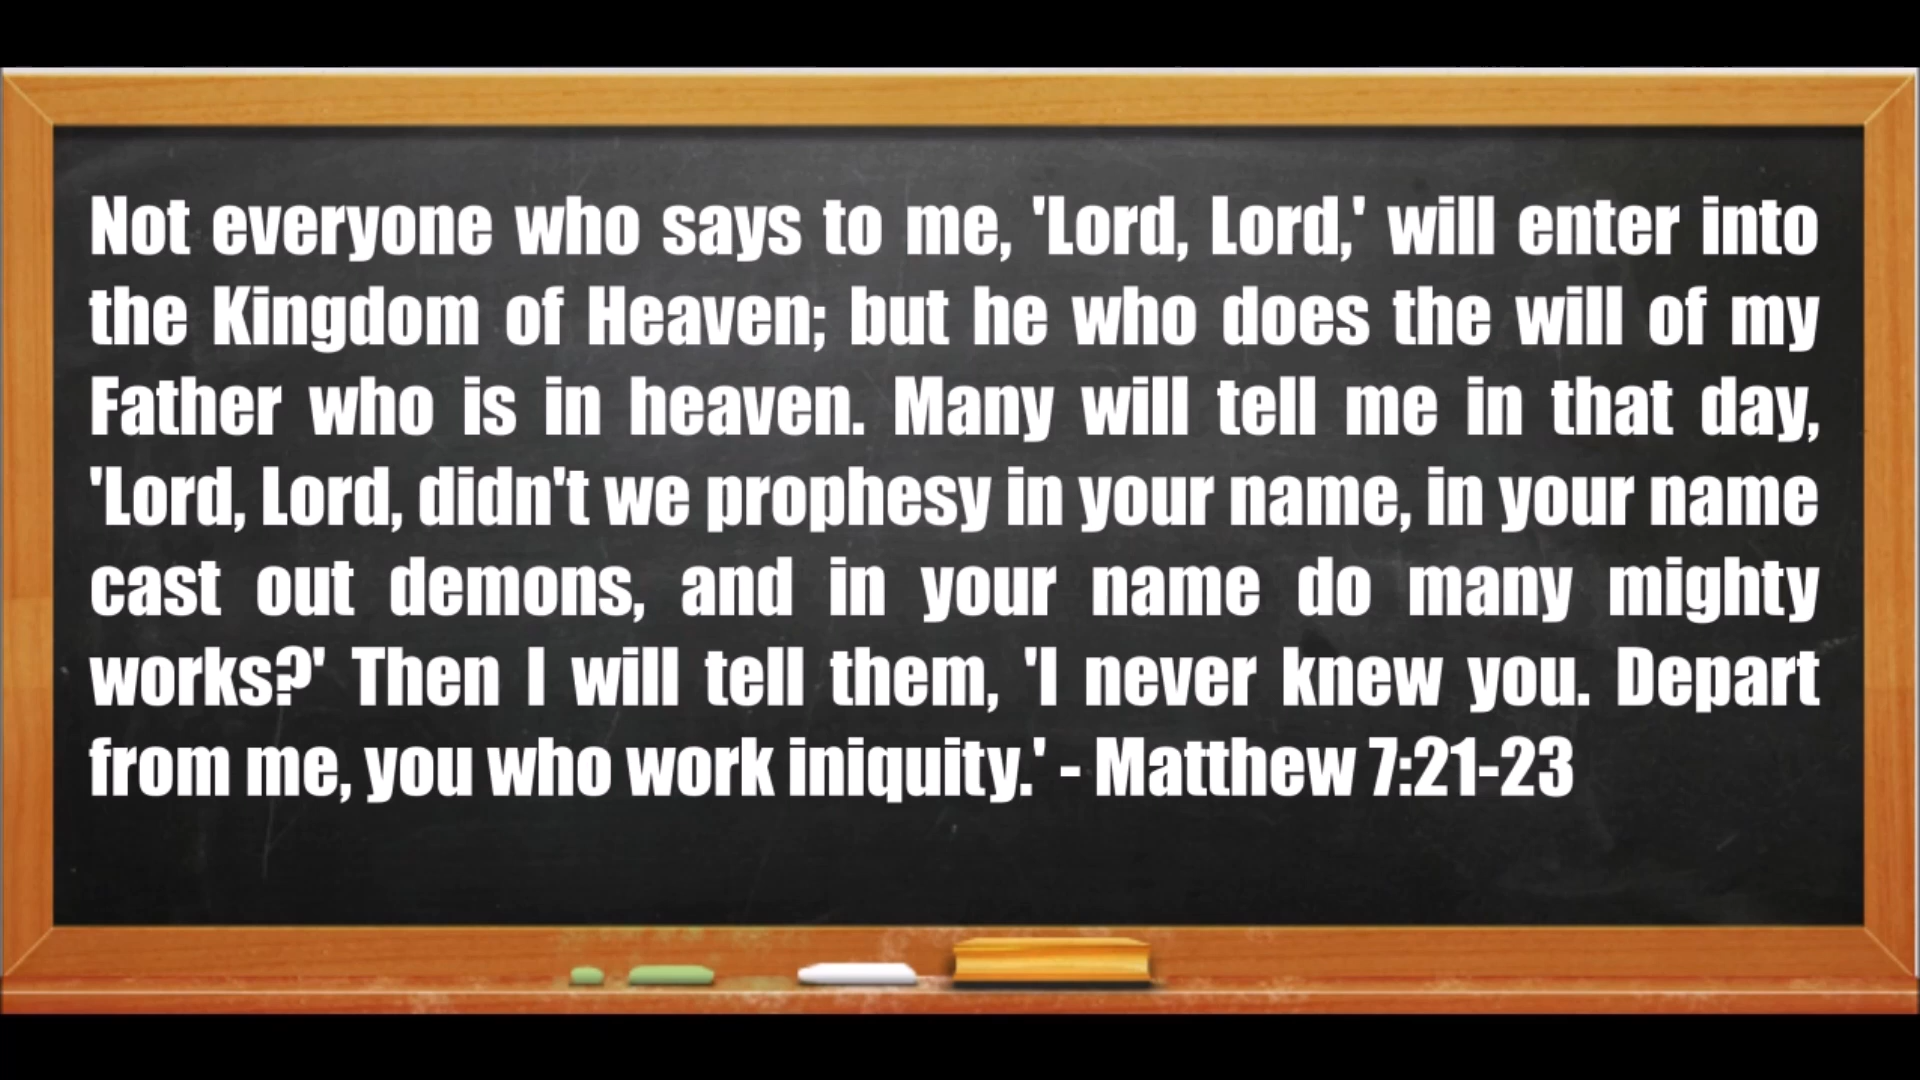 Not everyone who says to me, 'Lord, Lord,' will enter into
the Kingdom of Heaven; but he who does the will of my
Father who is in heaven. Many will tell me in that day,
'Lord, Lord, didn't we prophesy in your name, in your name
cast out demons, and in your name do many mighty
works?' Then I will tell them, 'I never knew you. Depart
from me, you who work iniquity.' - Matthew 7:21-23